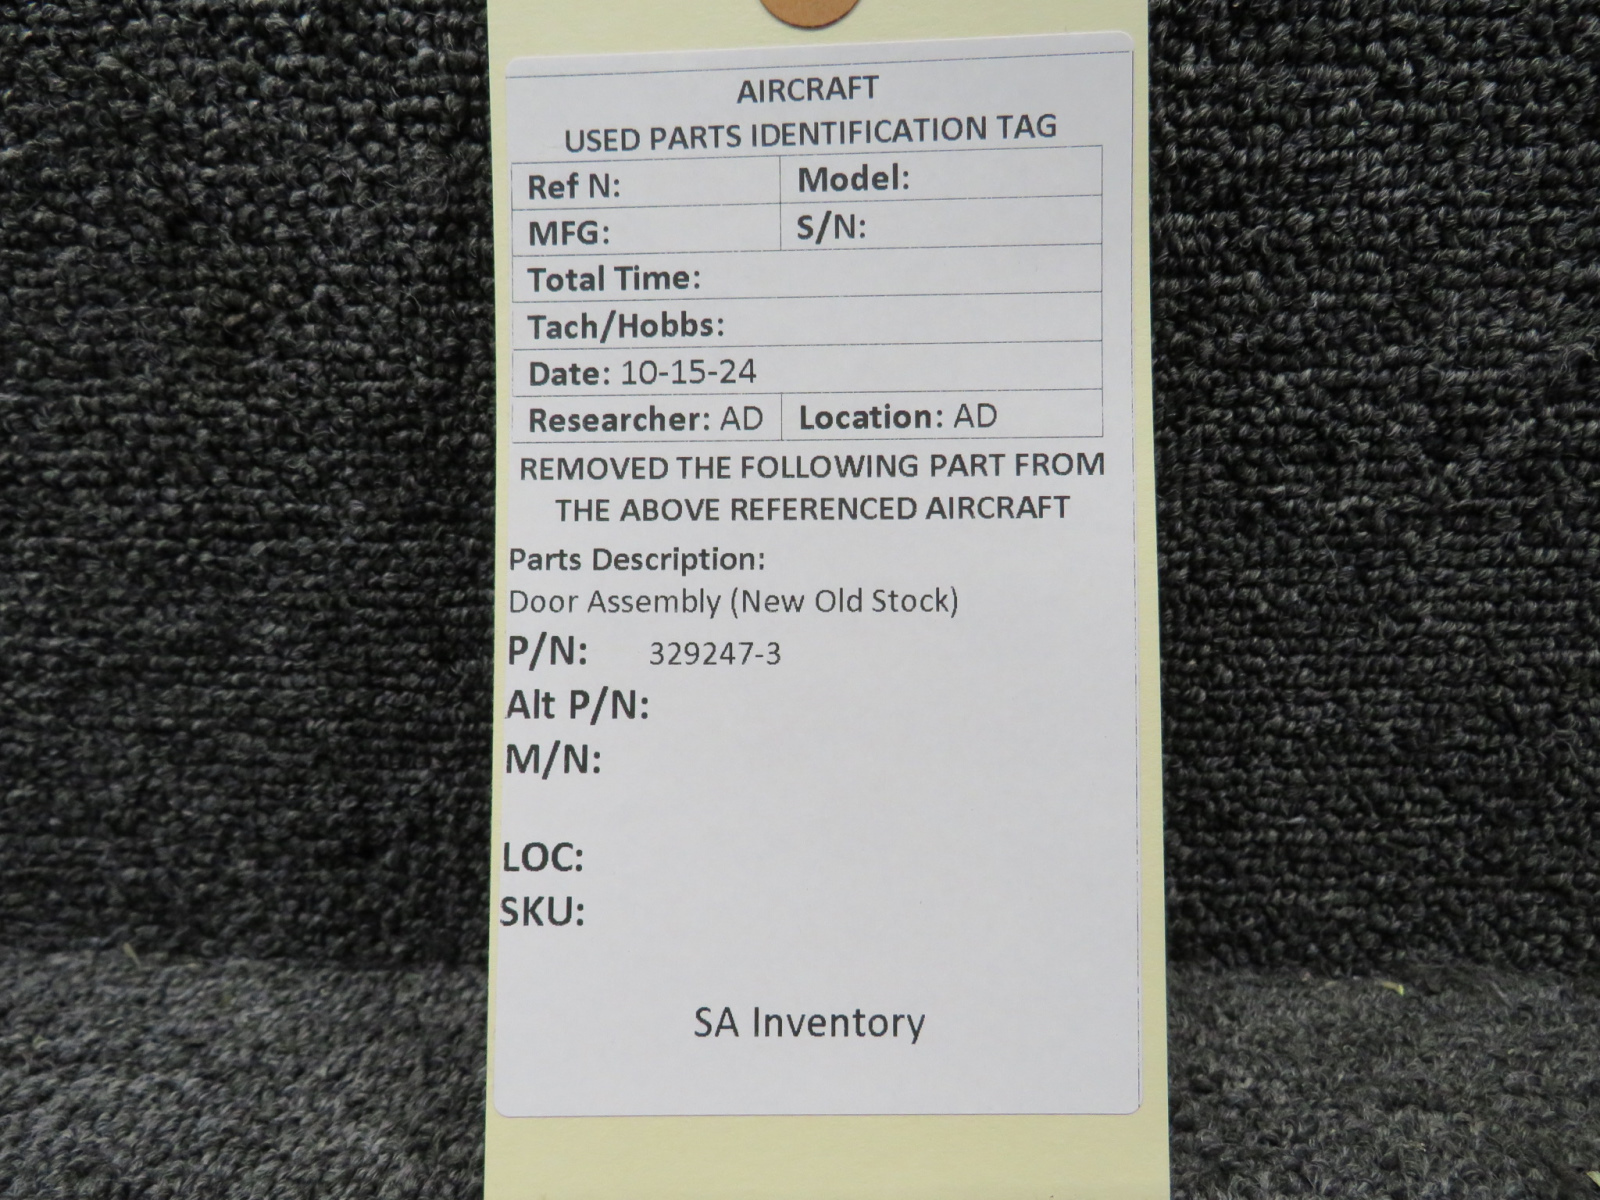 AIRCRAFT
USED PARTS IDENTIFICATION TAG
Ref N: Model:
MFG: S/N:
Total Time:
Tach/Hobbs:
Date: 10-15-24
Researcher: AD Location: AD
REMOVED THE FOLLOWING PART FROM
THE ABOVE REFERENCED AIRCRAFT
Parts Description:
Door Assembly (New Old Stock)
P/N: 329247-3
Alt P/N:
M/N:
LOC:
SKU:
SA Inventory